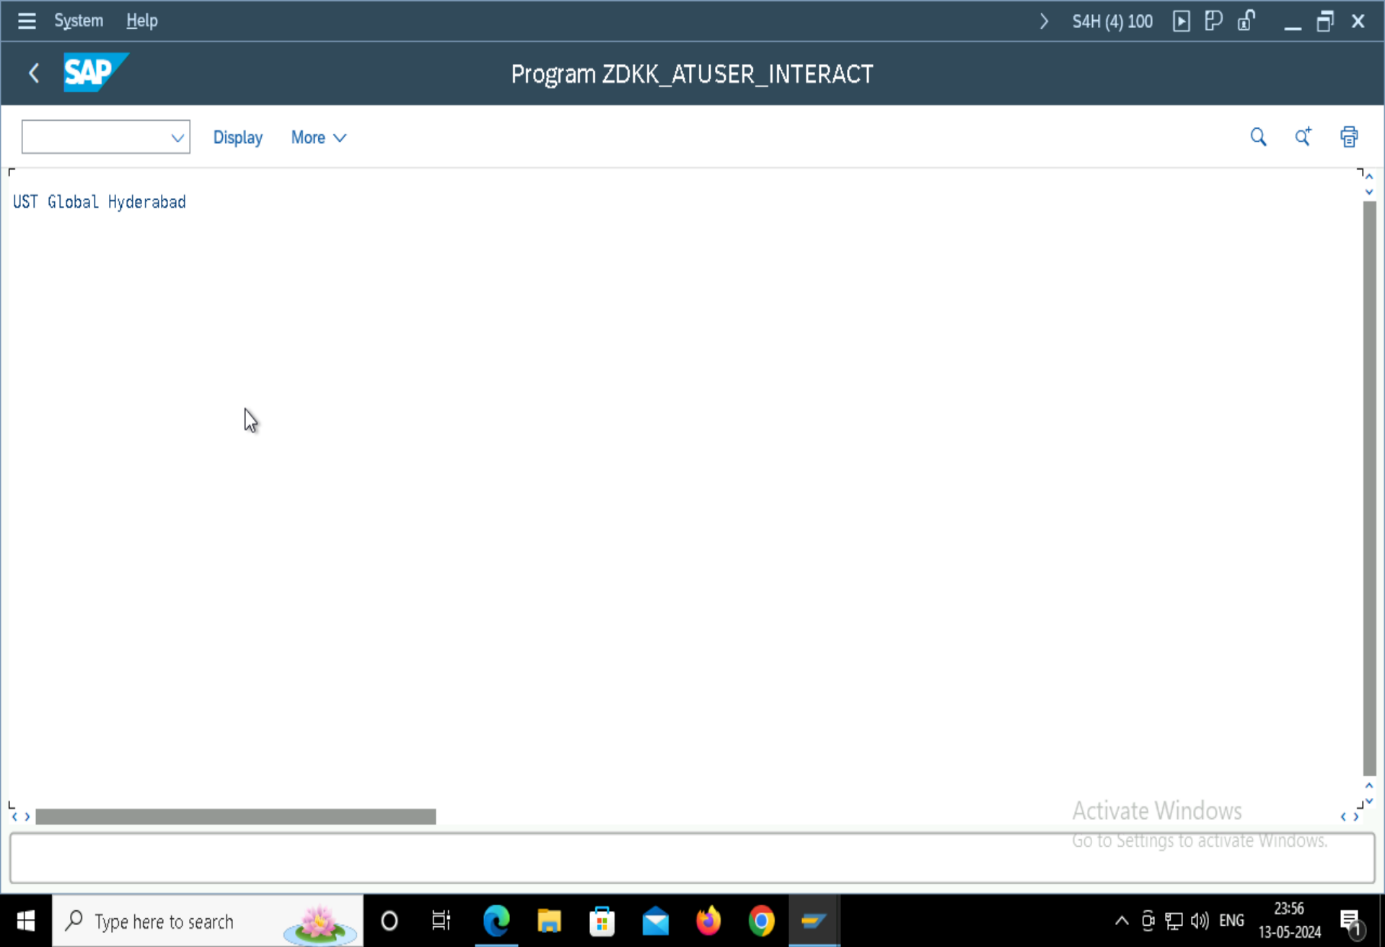 System Help
S4H (4) 100
SAP
Program ZDKK_ATUSER_INTERACT
Display More
UST Global Hyderabad
Activate Windows
Go to Settings to activate Windows.
Type here to search
ENG
23:56
13-05-2024
1